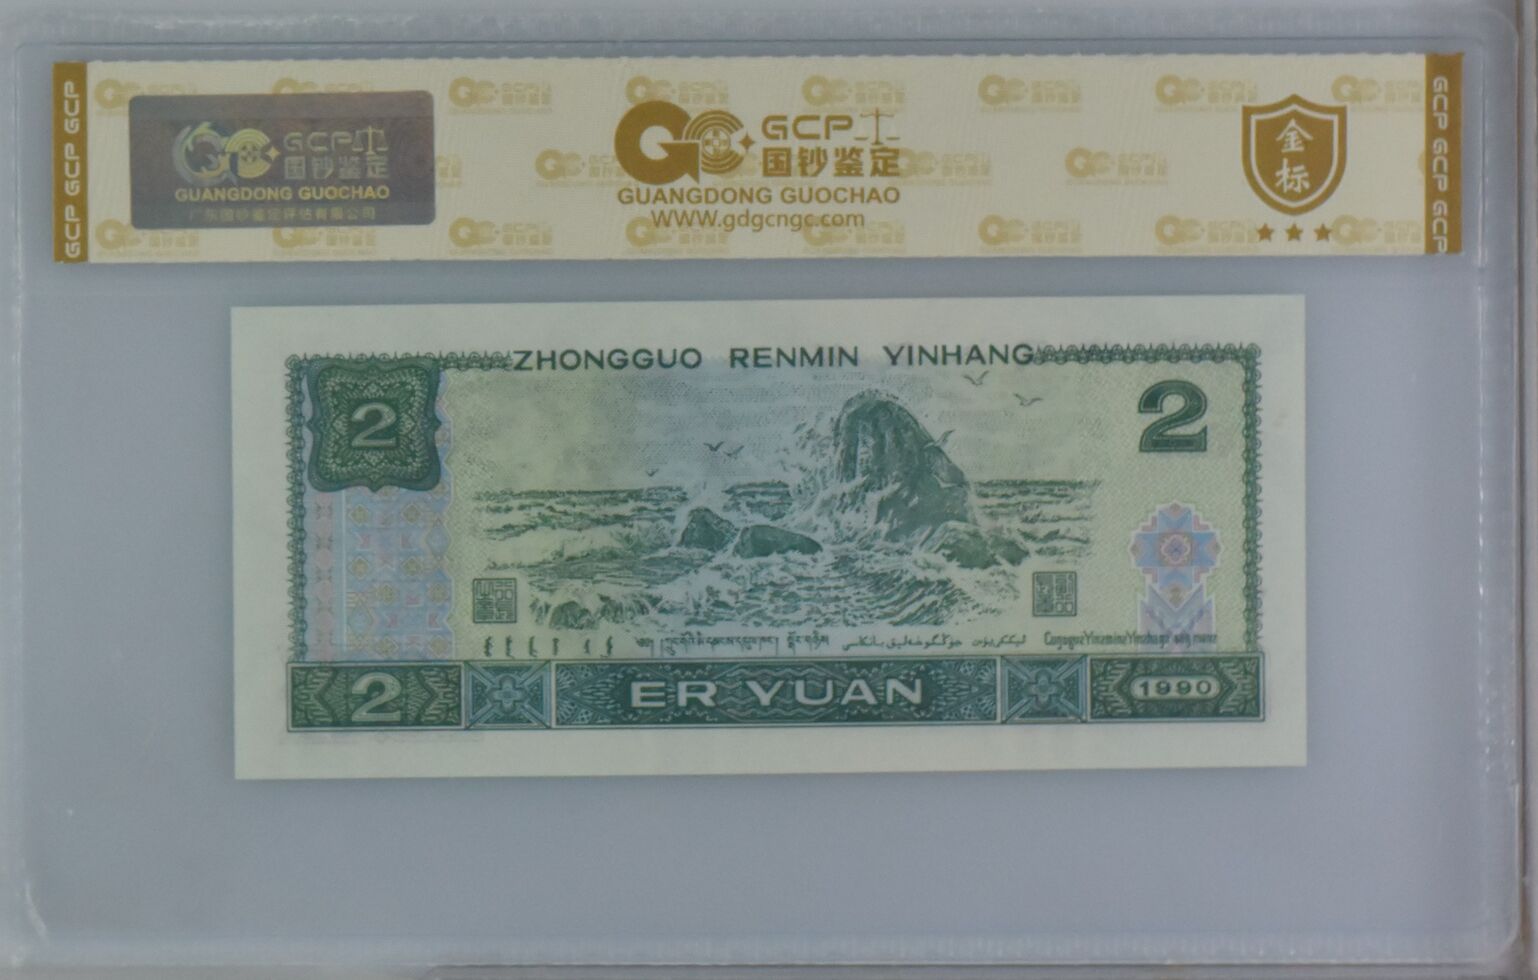 GCP GCP GCP
GCP
国钞鉴定
GUANGDONG GUOCHAO
广东国钞鉴定评估有限公司
GCP
国钞鉴定
GUANGDONG GUOCHAO
WWW.gdgcngc.com
金
标
GCP GCP GCP
ZHONGGUO RENMIN YINHANG
2
2
2
ER YUAN
1990